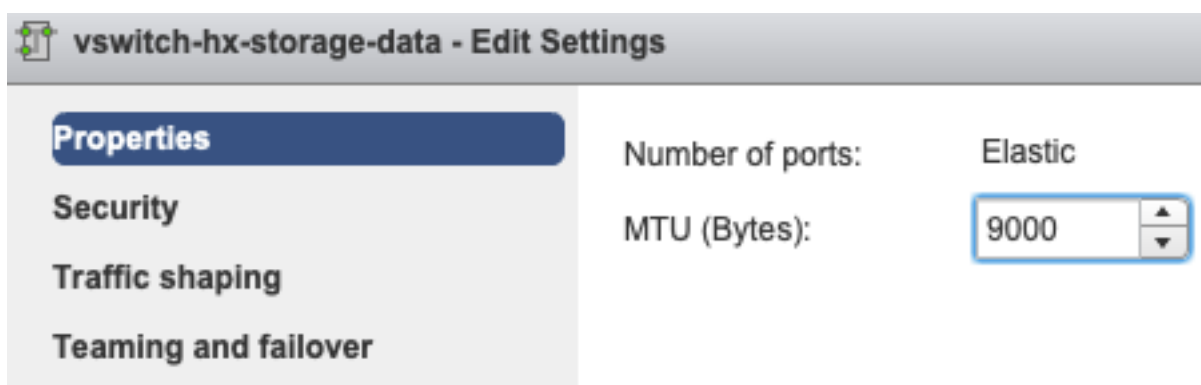 vswitch-hx-storage-data - Edit Settings
Properties
Security
Traffic shaping
Teaming and failover
Number of ports: Elastic
MTU (Bytes): 9000